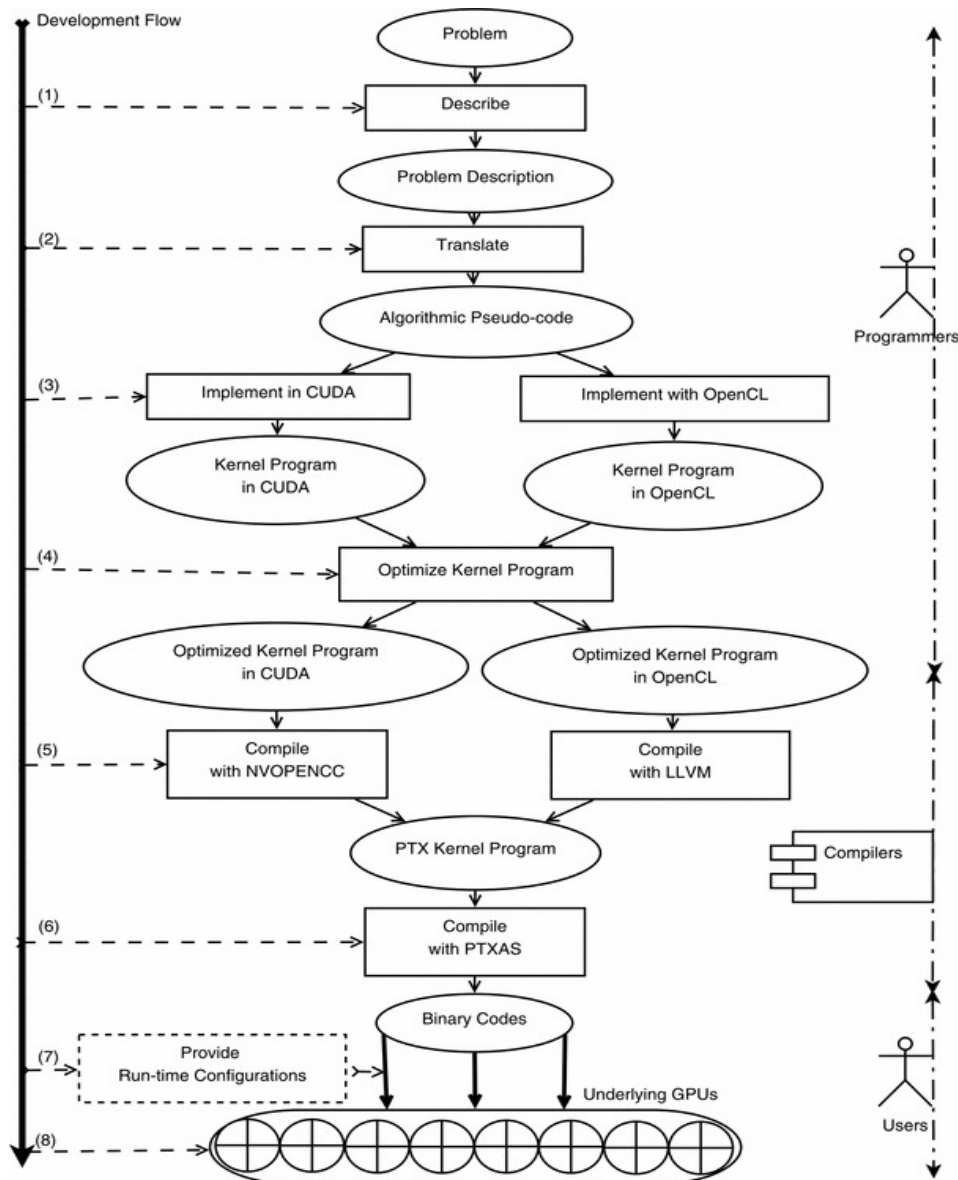 Development Flow
Problem
(1)
Describe
Problem Description
(2)
Translate
Algorithmic Pseudo-code
Programmers
(3)
Implement in CUDA
Implement with OpenCL
Kernel Program
in CUDA
Kernel Program
in OpenCL
(4)
Optimize Kernel Program
Optimized Kernel Program
in CUDA
Optimized Kernel Program
in OpenCL
(5)
Compile
with NVOPENCC
Compile
with LLVM
PTX Kernel Program
Compilers
(6)
Compile
with PTXAS
Binary Codes
(7)
Provide
Run-time Configurations
Underlying GPUs
Users
(8)